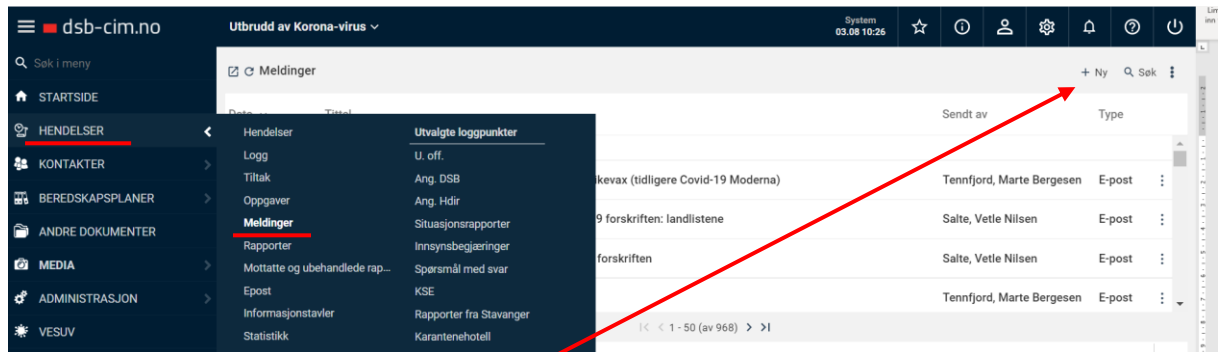 dsb-cim.no
Utbrudd av Korona-virus
System
03.08 10:26
Lim
inn
Søk i meny
Meldinger
+ Ny
Søk
STARTSIDE
Dato
Tittel
Sendt av
Type
HENDELSER
KONTAKTER
BEREDSKAPSPLANER
ANDRE DOKUMENTER
MEDIA
ADMINISTRASJON
VESUV
Hendelser
Logg
Tiltak
Oppgaver
Meldinger
Rapporter
Mottatte og ubehandlede rap...
Epost
Informasjonstavler
Statistikk
Utvalgte loggpunkter
U. off.
Ang. DSB
Ang. Hdir
Situasjonsrapporter
Innsynsbegjæringer
Spørsmål med svar
KSE
Rapporter fra Stavanger
Karantenehotell
ikevax (tidligere Covid-19 Moderna)
Tennfjord, Marte Bergesen
E-post
9 forskriften: landlistene
Salte, Vetle Nilsen
E-post
forskriften
Salte, Vetle Nilsen
E-post
Tennfjord, Marte Bergesen
E-post
1 - 50 (av 968)